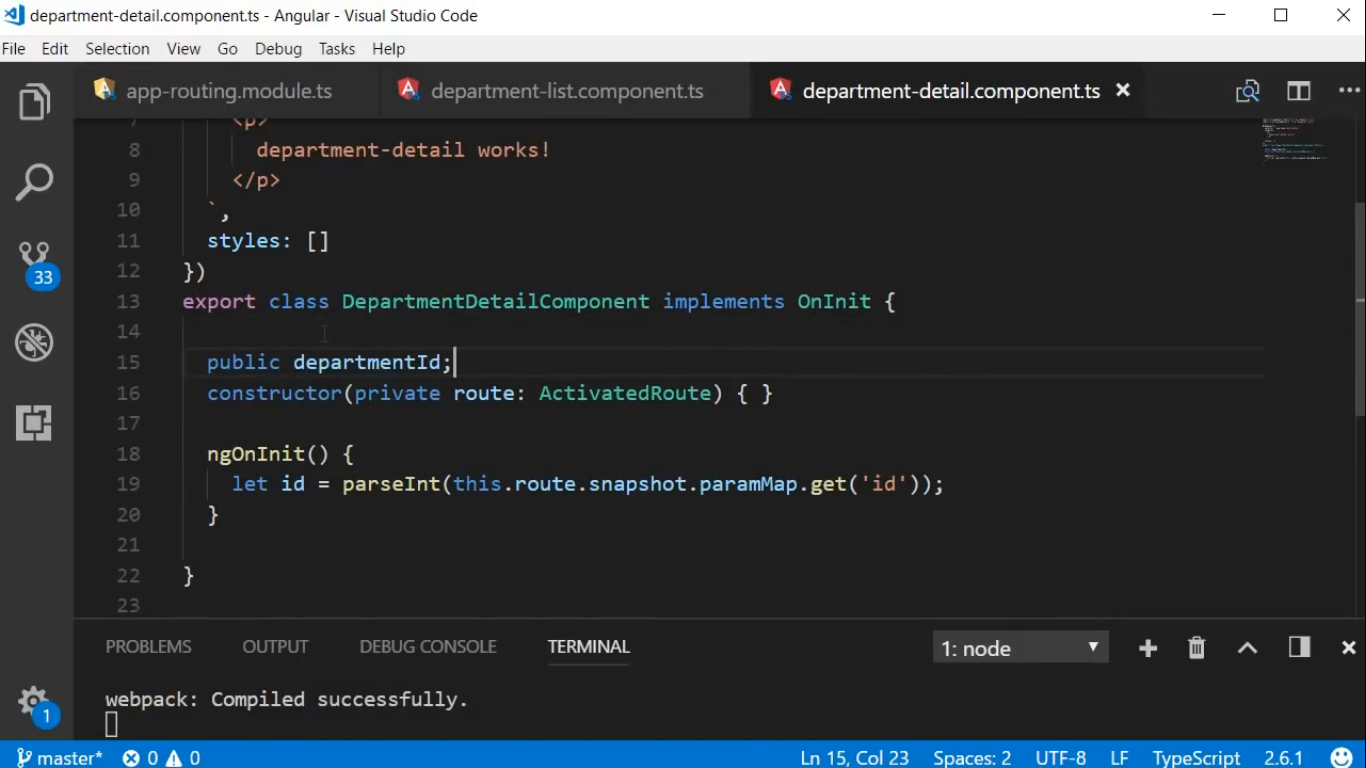 department-detail.component.ts - Angular - Visual Studio Code
File Edit Selection View Go Debug Tasks Help
app-routing.module.ts department-list.component.ts department-detail.component.ts
7 <p>
8 department-detail works!
9 </p>
10 `,
11 styles: []
12 })
13 export class DepartmentDetailComponent implements OnInit {
14
15 public departmentId;
16 constructor(private route: ActivatedRoute) { }
17
18 ngOnInit() {
19 let id = parseInt(this.route.snapshot.paramMap.get('id'));
20 }
21
22 }
23
33
PROBLEMS OUTPUT DEBUG CONSOLE TERMINAL 1: node
webpack: Compiled successfully.
1
master* 0 0 Ln 15, Col 23 Spaces: 2 UTF-8 LF TypeScript 2.6.1